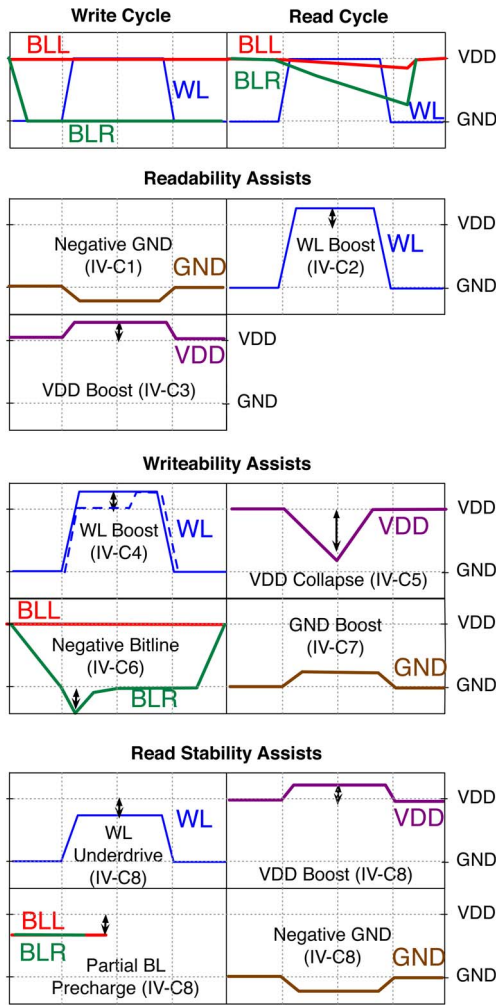 Write Cycle
Read Cycle
BLL
WL
BLR
BLL
BLR
WL
VDD
GND
Readability Assists
Negative GND
(IV-C1)
GND
WL Boost
(IV-C2)
WL
VDD
GND
VDD
VDD Boost (IV-C3)
VDD
GND
Writeability Assists
WL Boost
(IV-C4)
WL
VDD
VDD Collapse (IV-C5)
VDD
GND
BLL
Negative Bitline
(IV-C6)
BLR
GND Boost
(IV-C7)
GND
VDD
GND
Read Stability Assists
WL
WL
Underdrive
(IV-C8)
VDD
VDD Boost (IV-C8)
VDD
GND
BLL
BLR
Partial BL
Precharge (IV-C8)
Negative GND
(IV-C8)
GND
VDD
GND